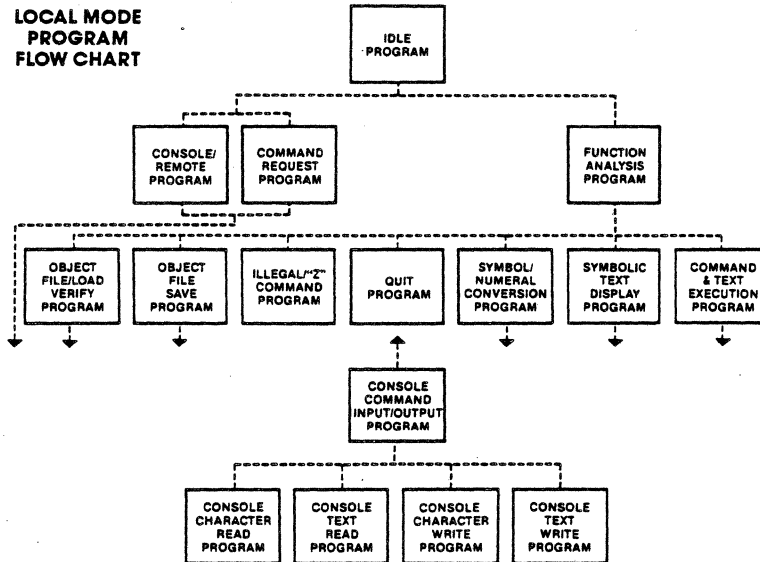 LOCAL MODE
PROGRAM
FLOW CHART
IDLE
PROGRAM
CONSOLE/
REMOTE
PROGRAM
COMMAND
REQUEST
PROGRAM
FUNCTION
ANALYSIS
PROGRAM
OBJECT
FILE/LOAD
VERIFY
PROGRAM
OBJECT
FILE
SAVE
PROGRAM
ILLEGAL/"Z"
COMMAND
PROGRAM
QUIT
PROGRAM
SYMBOL/
NUMERAL
CONVERSION
PROGRAM
SYMBOLIC
TEXT
DISPLAY
PROGRAM
COMMAND
& TEXT
EXECUTION
PROGRAM
CONSOLE
COMMAND
INPUT/OUTPUT
PROGRAM
CONSOLE
CHARACTER
READ
PROGRAM
CONSOLE
TEXT
READ
PROGRAM
CONSOLE
CHARACTER
WRITE
PROGRAM
CONSOLE
TEXT
WRITE
PROGRAM